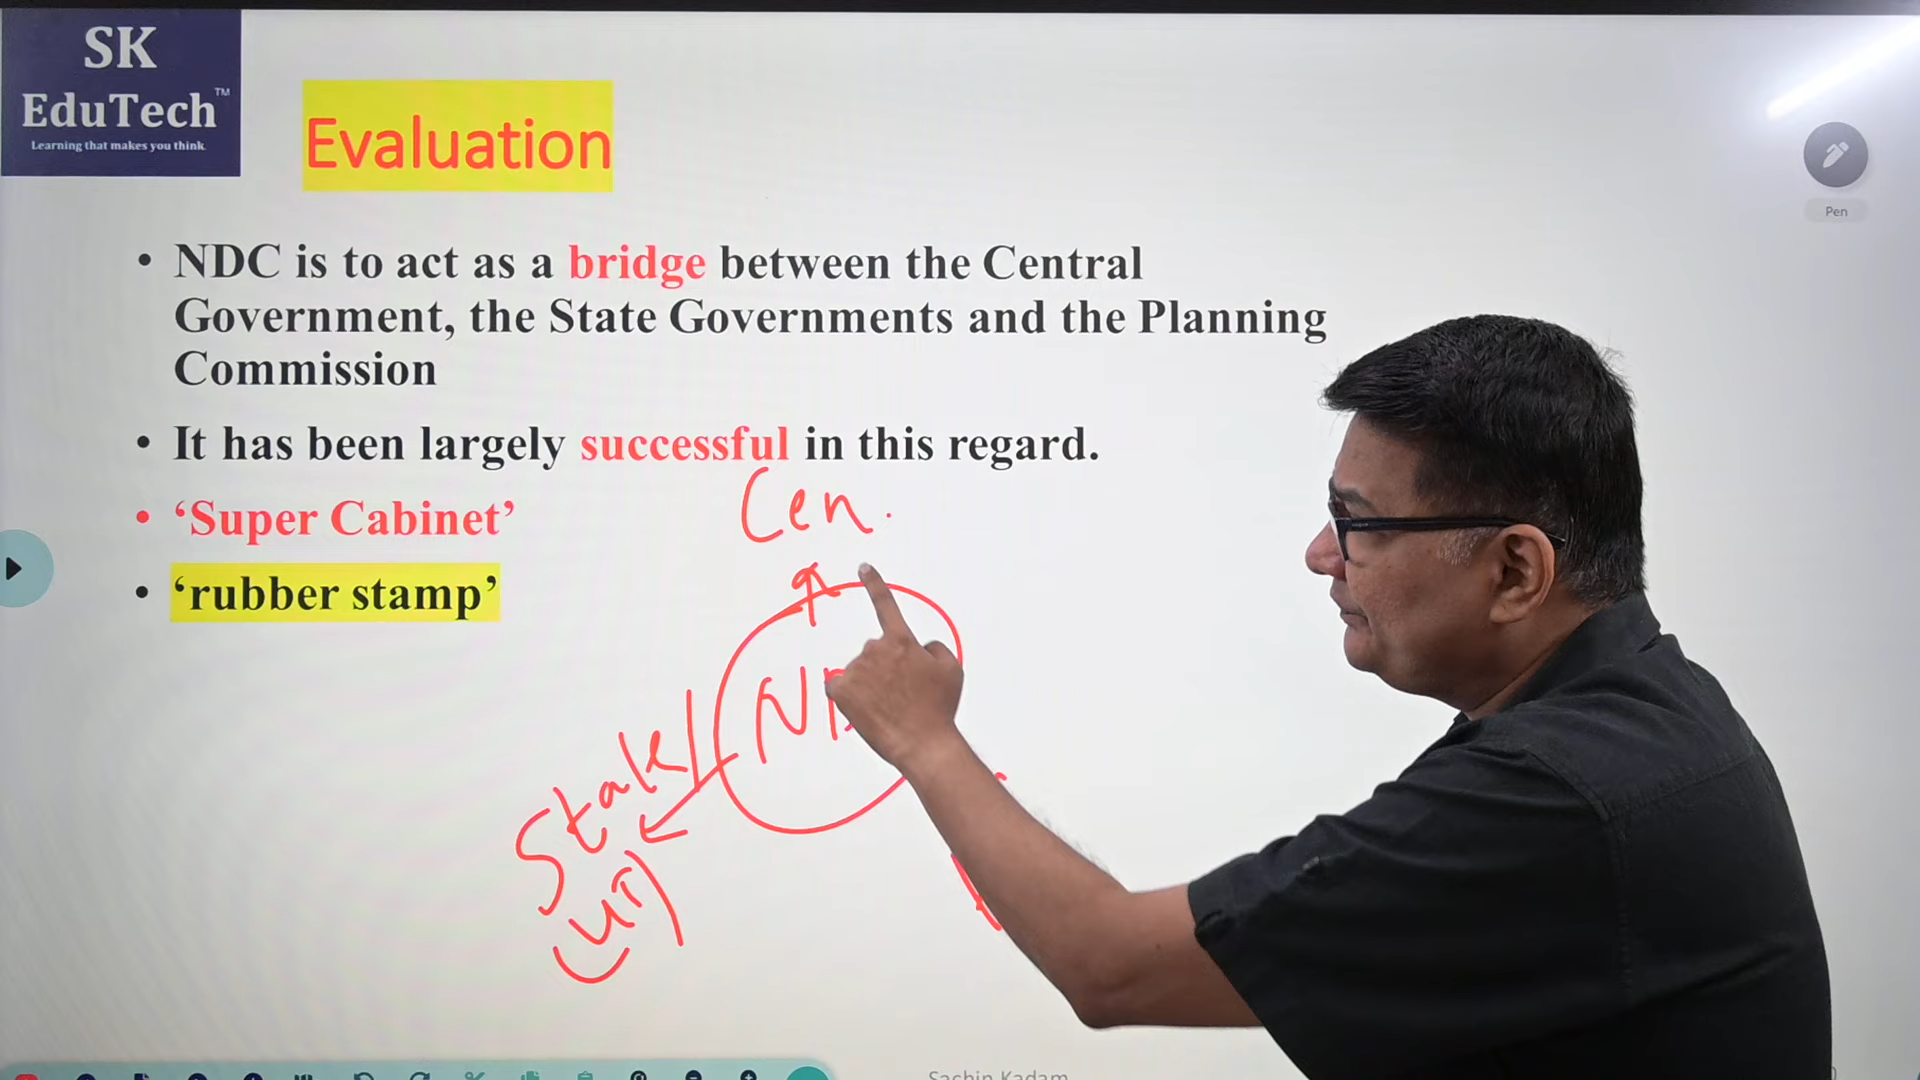 SK
EduTech™
Learning that makes you think.
Evaluation
Pen
• NDC is to act as a bridge between the Central
Government, the State Governments and the Planning
Commission
• It has been largely successful in this regard.
• ‘Super Cabinet’
• ‘rubber stamp’
Cen.
State
UT
Sachin Kadam